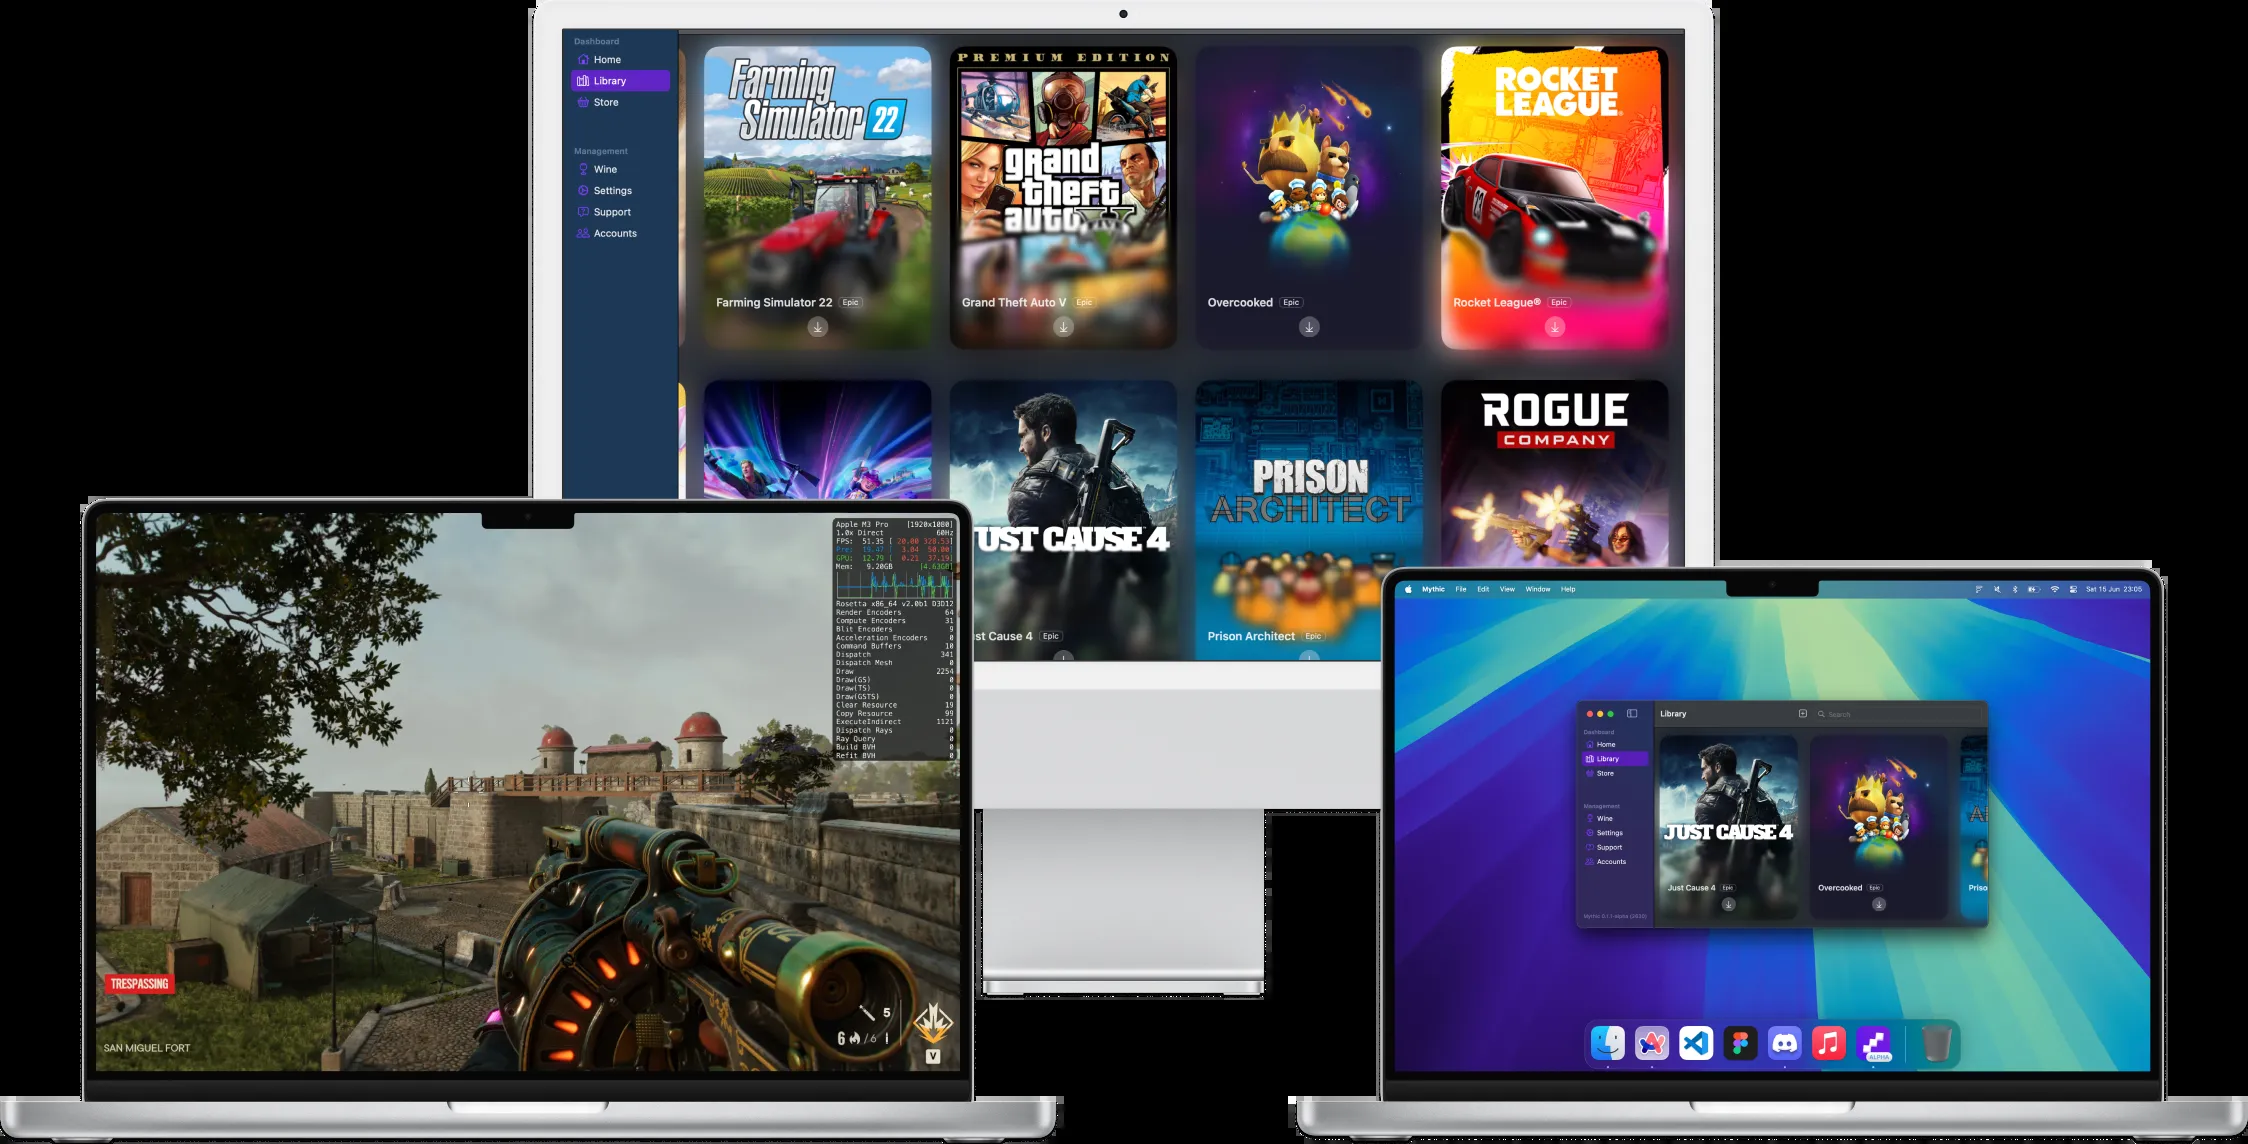 Dashboard
Home
Library
Store
Management
Wine
Settings
Support
Accounts
Farming
Simulator 22
Farming Simulator 22 Epic
PREMIUM EDITION
grand
theft
auto V
FIVE
Grand Theft Auto V Epic
Overcooked Epic
ROCKET
LEAGUE®
23
Rocket League® Epic
UST CAUSE 4
st Cause 4 Epic
PRISON
ARCHITECT
Prison Architect Epic
ROGUE
COMPANY
Apple M3 Pro [1920x1080]
1.0x Direct 60Hz
FPS: 51.35 [ 20.00 328.53]
Pre: 19.47 [ 3.04 50.00]
GPU: 12.79 [ 0.21 37.19]
Mem: 9.20GB [4.63GB]
Rosetta x86_64 v2.0b1 D3D12
Render Encoders 64
Compute Encoders 31
Blit Encoders 9
Acceleration Encoders 0
Command Buffers 10
Dispatch 341
Dispatch Mesh 0
Draw 2254
Draw(GS) 0
Draw(TS) 0
Draw(GSTS) 0
Clear Resource 19
Copy Resource 99
ExecuteIndirect 1121
Dispatch Rays 0
Ray Query 0
Build BVH 0
Refit BVH 0
TRESPASSING
SAN MIGUEL FORT
5
6 / 6
V
Mythic File Edit View Window Help
Sat 15 Jun 23:05
Library
Search
Dashboard
Home
Library
Store
Management
Wine
Settings
Support
Accounts
JUST CAUSE 4
Just Cause 4 Epic
Overcooked Epic
Priso
ALPHA